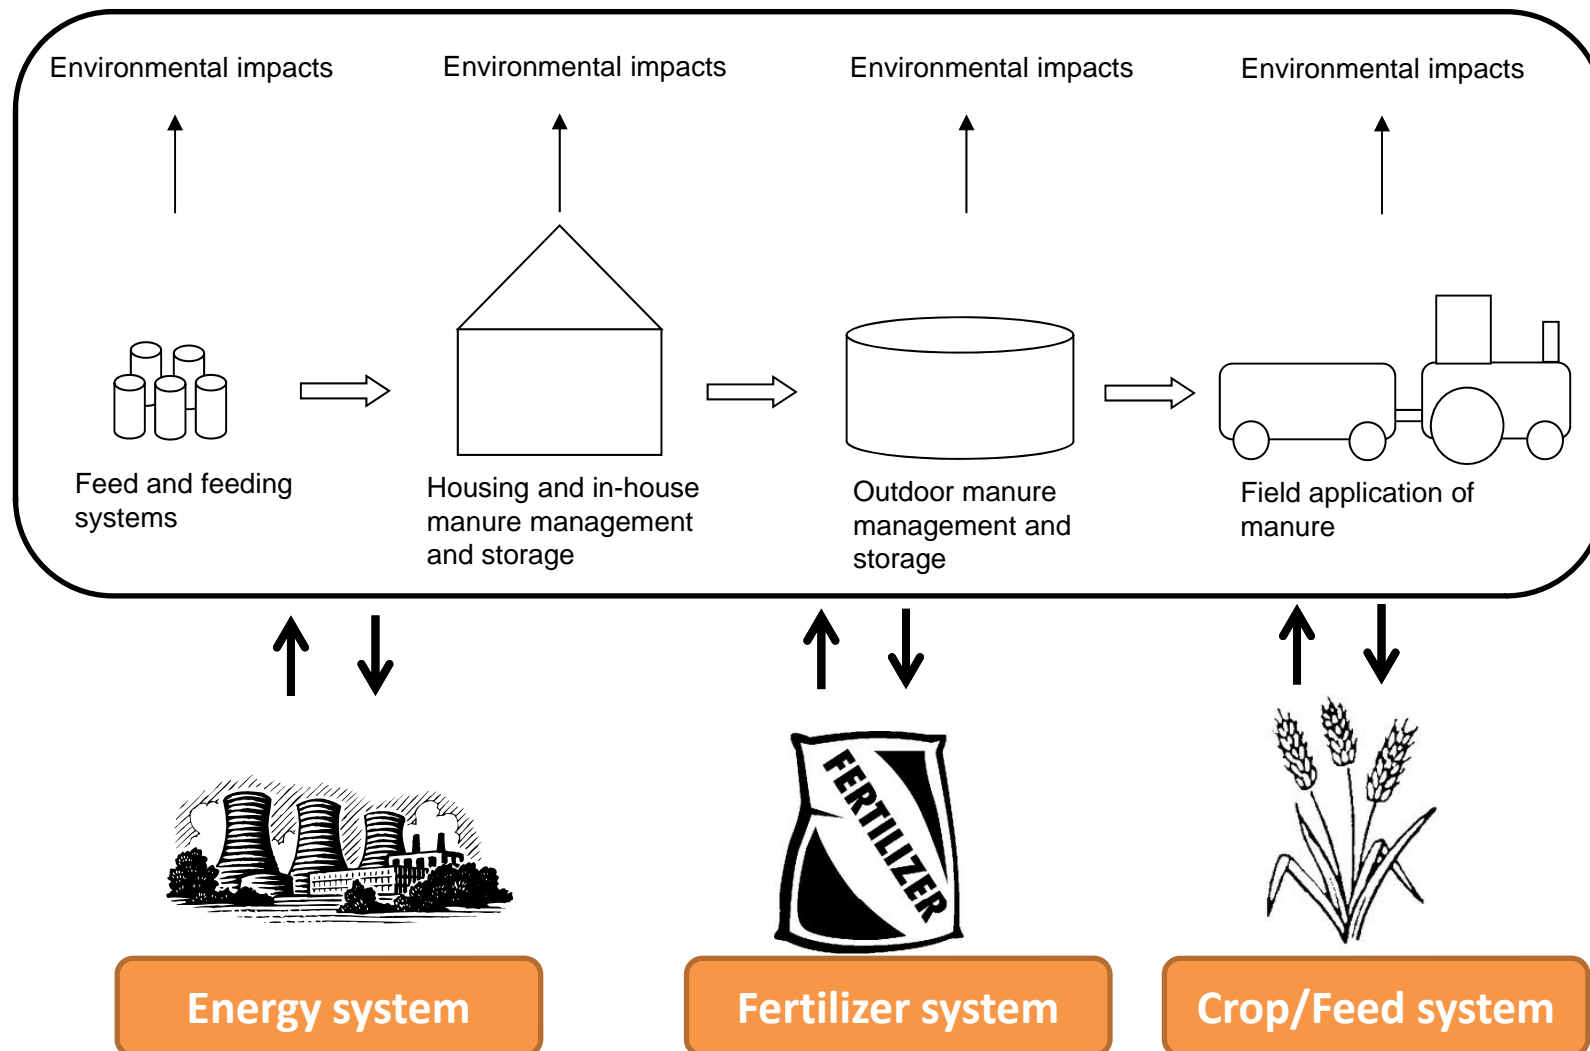 Environmental impacts
Environmental impacts
Environmental impacts
Environmental impacts
Feed and feeding
systems
Housing and in-house
manure management
and storage
Outdoor manure
management and
storage
Field application of
manure
FERTILIZER
Energy system
Fertilizer system
Crop/Feed system